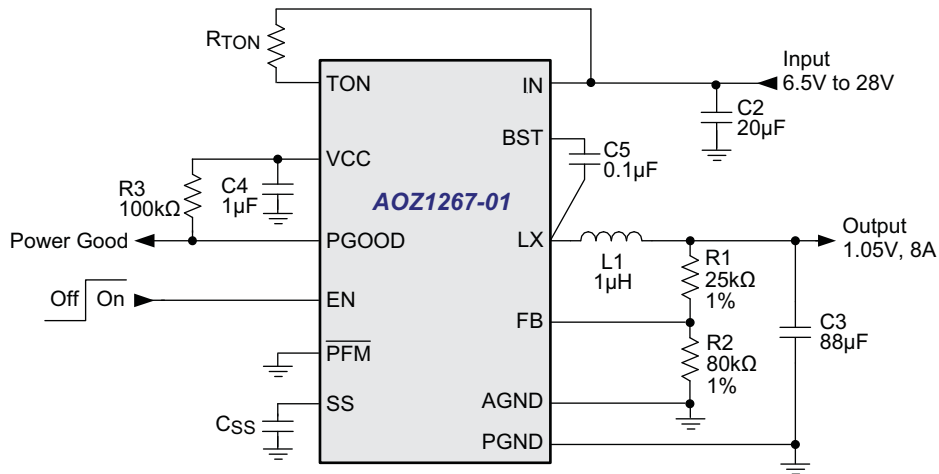 RTON
TON
IN
Input
6.5V to 28V
C2
20µF
BST
C5
0.1µF
VCC
R3
100kΩ
C4
1µF
AOZ1267-01
Power Good
PGOOD
LX
L1
1µH
Output
1.05V, 8A
R1
25kΩ
1%
Off
On
EN
FB
C3
88µF
PFM
R2
80kΩ
1%
SS
CSS
AGND
PGND